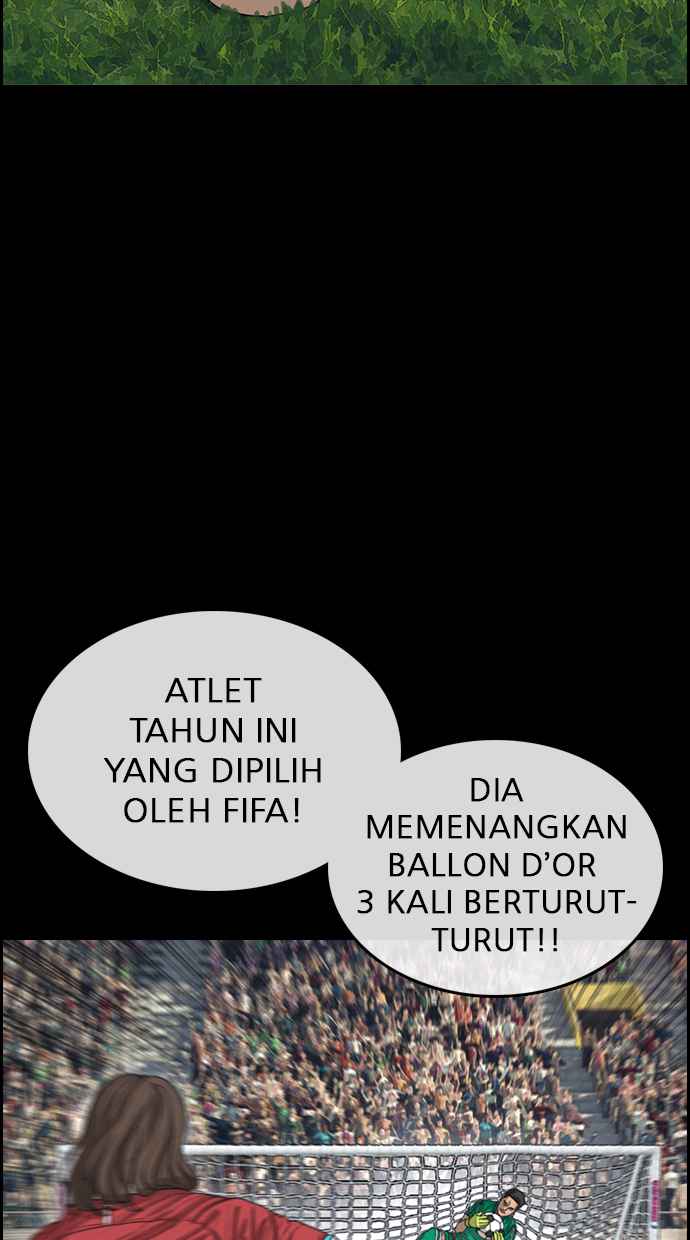 ATLET
TAHUN INI
YANG DIPILIH
OLEH FIFA!
DIA
MEMENANGKAN
BALLON D’OR
3 KALI BERTURUT-
TURUT!!